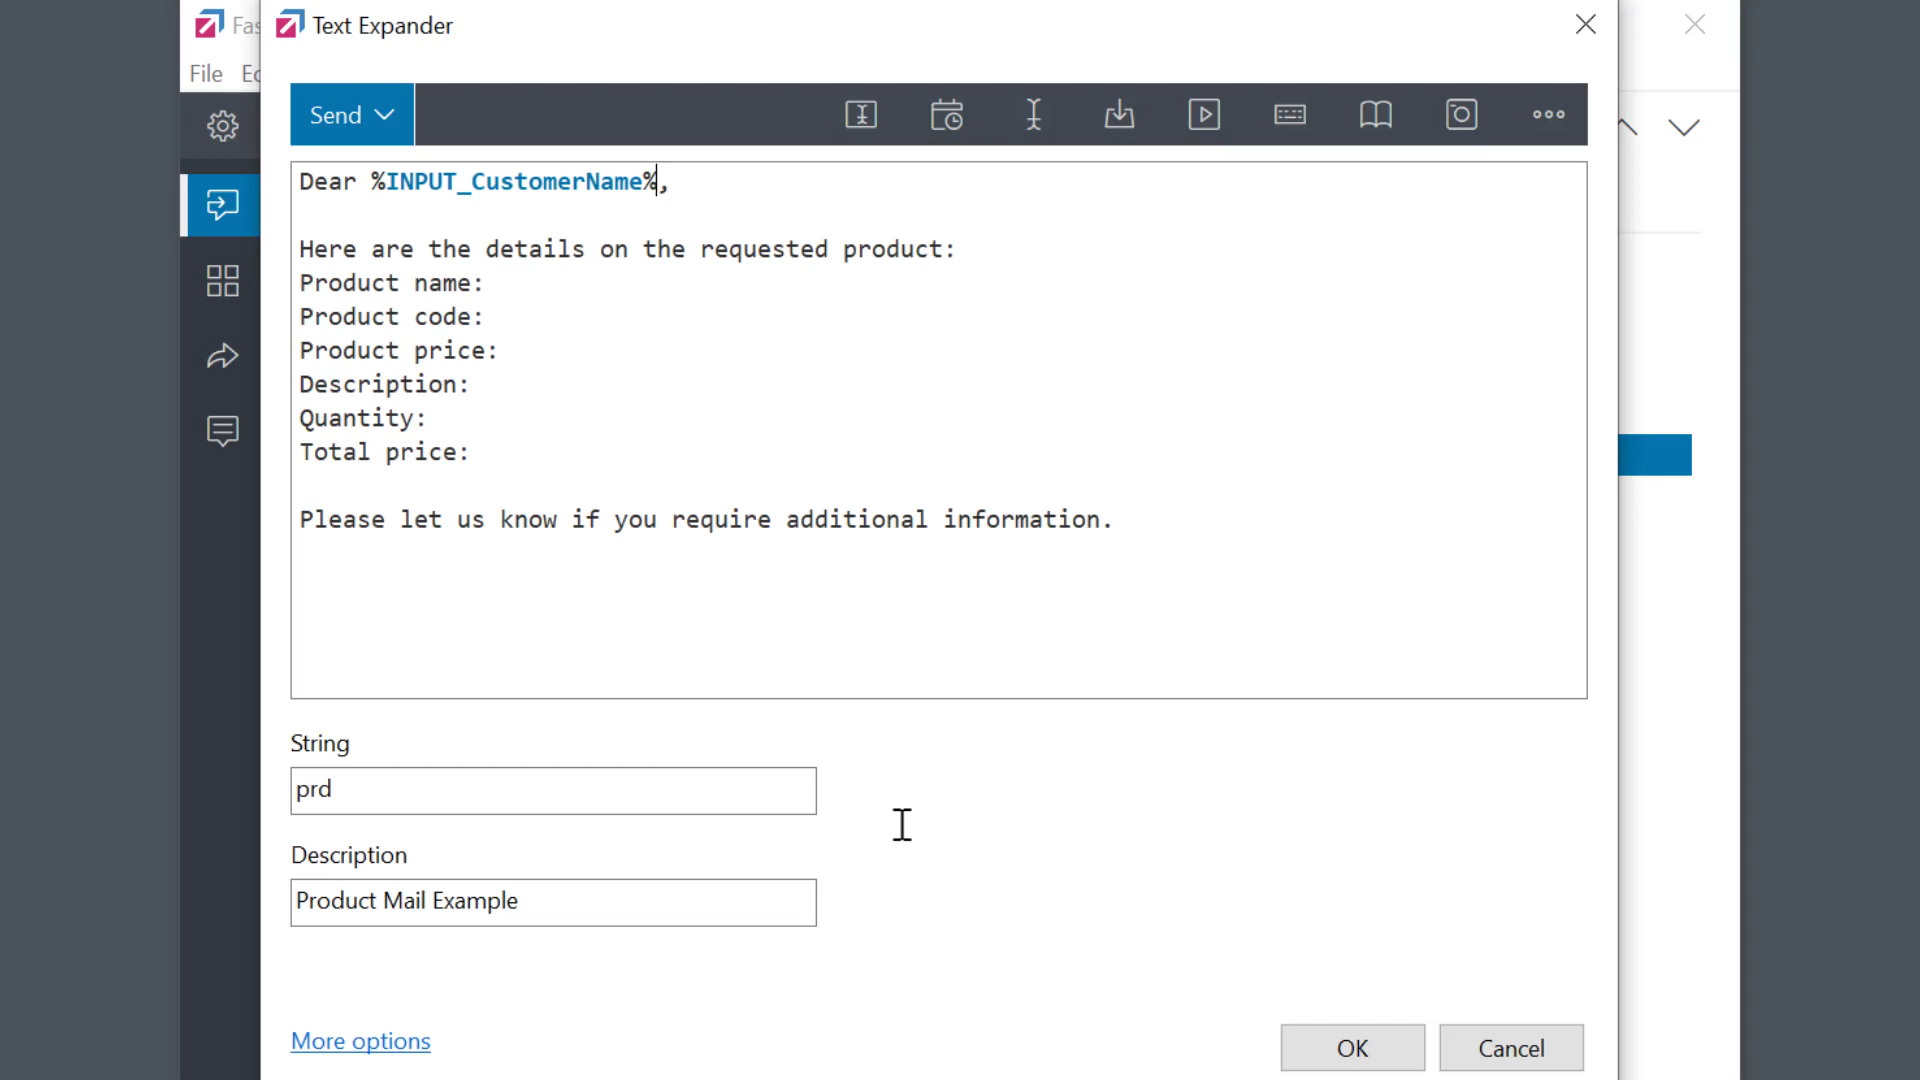 Fas
Text Expander
File Ed
Send
Dear %INPUT_CustomerName%,
Here are the details on the requested product:
Product name:
Product code:
Product price:
Description:
Quantity:
Total price:
Please let us know if you require additional information.
String
prd
Description
Product Mail Example
More options
OK
Cancel